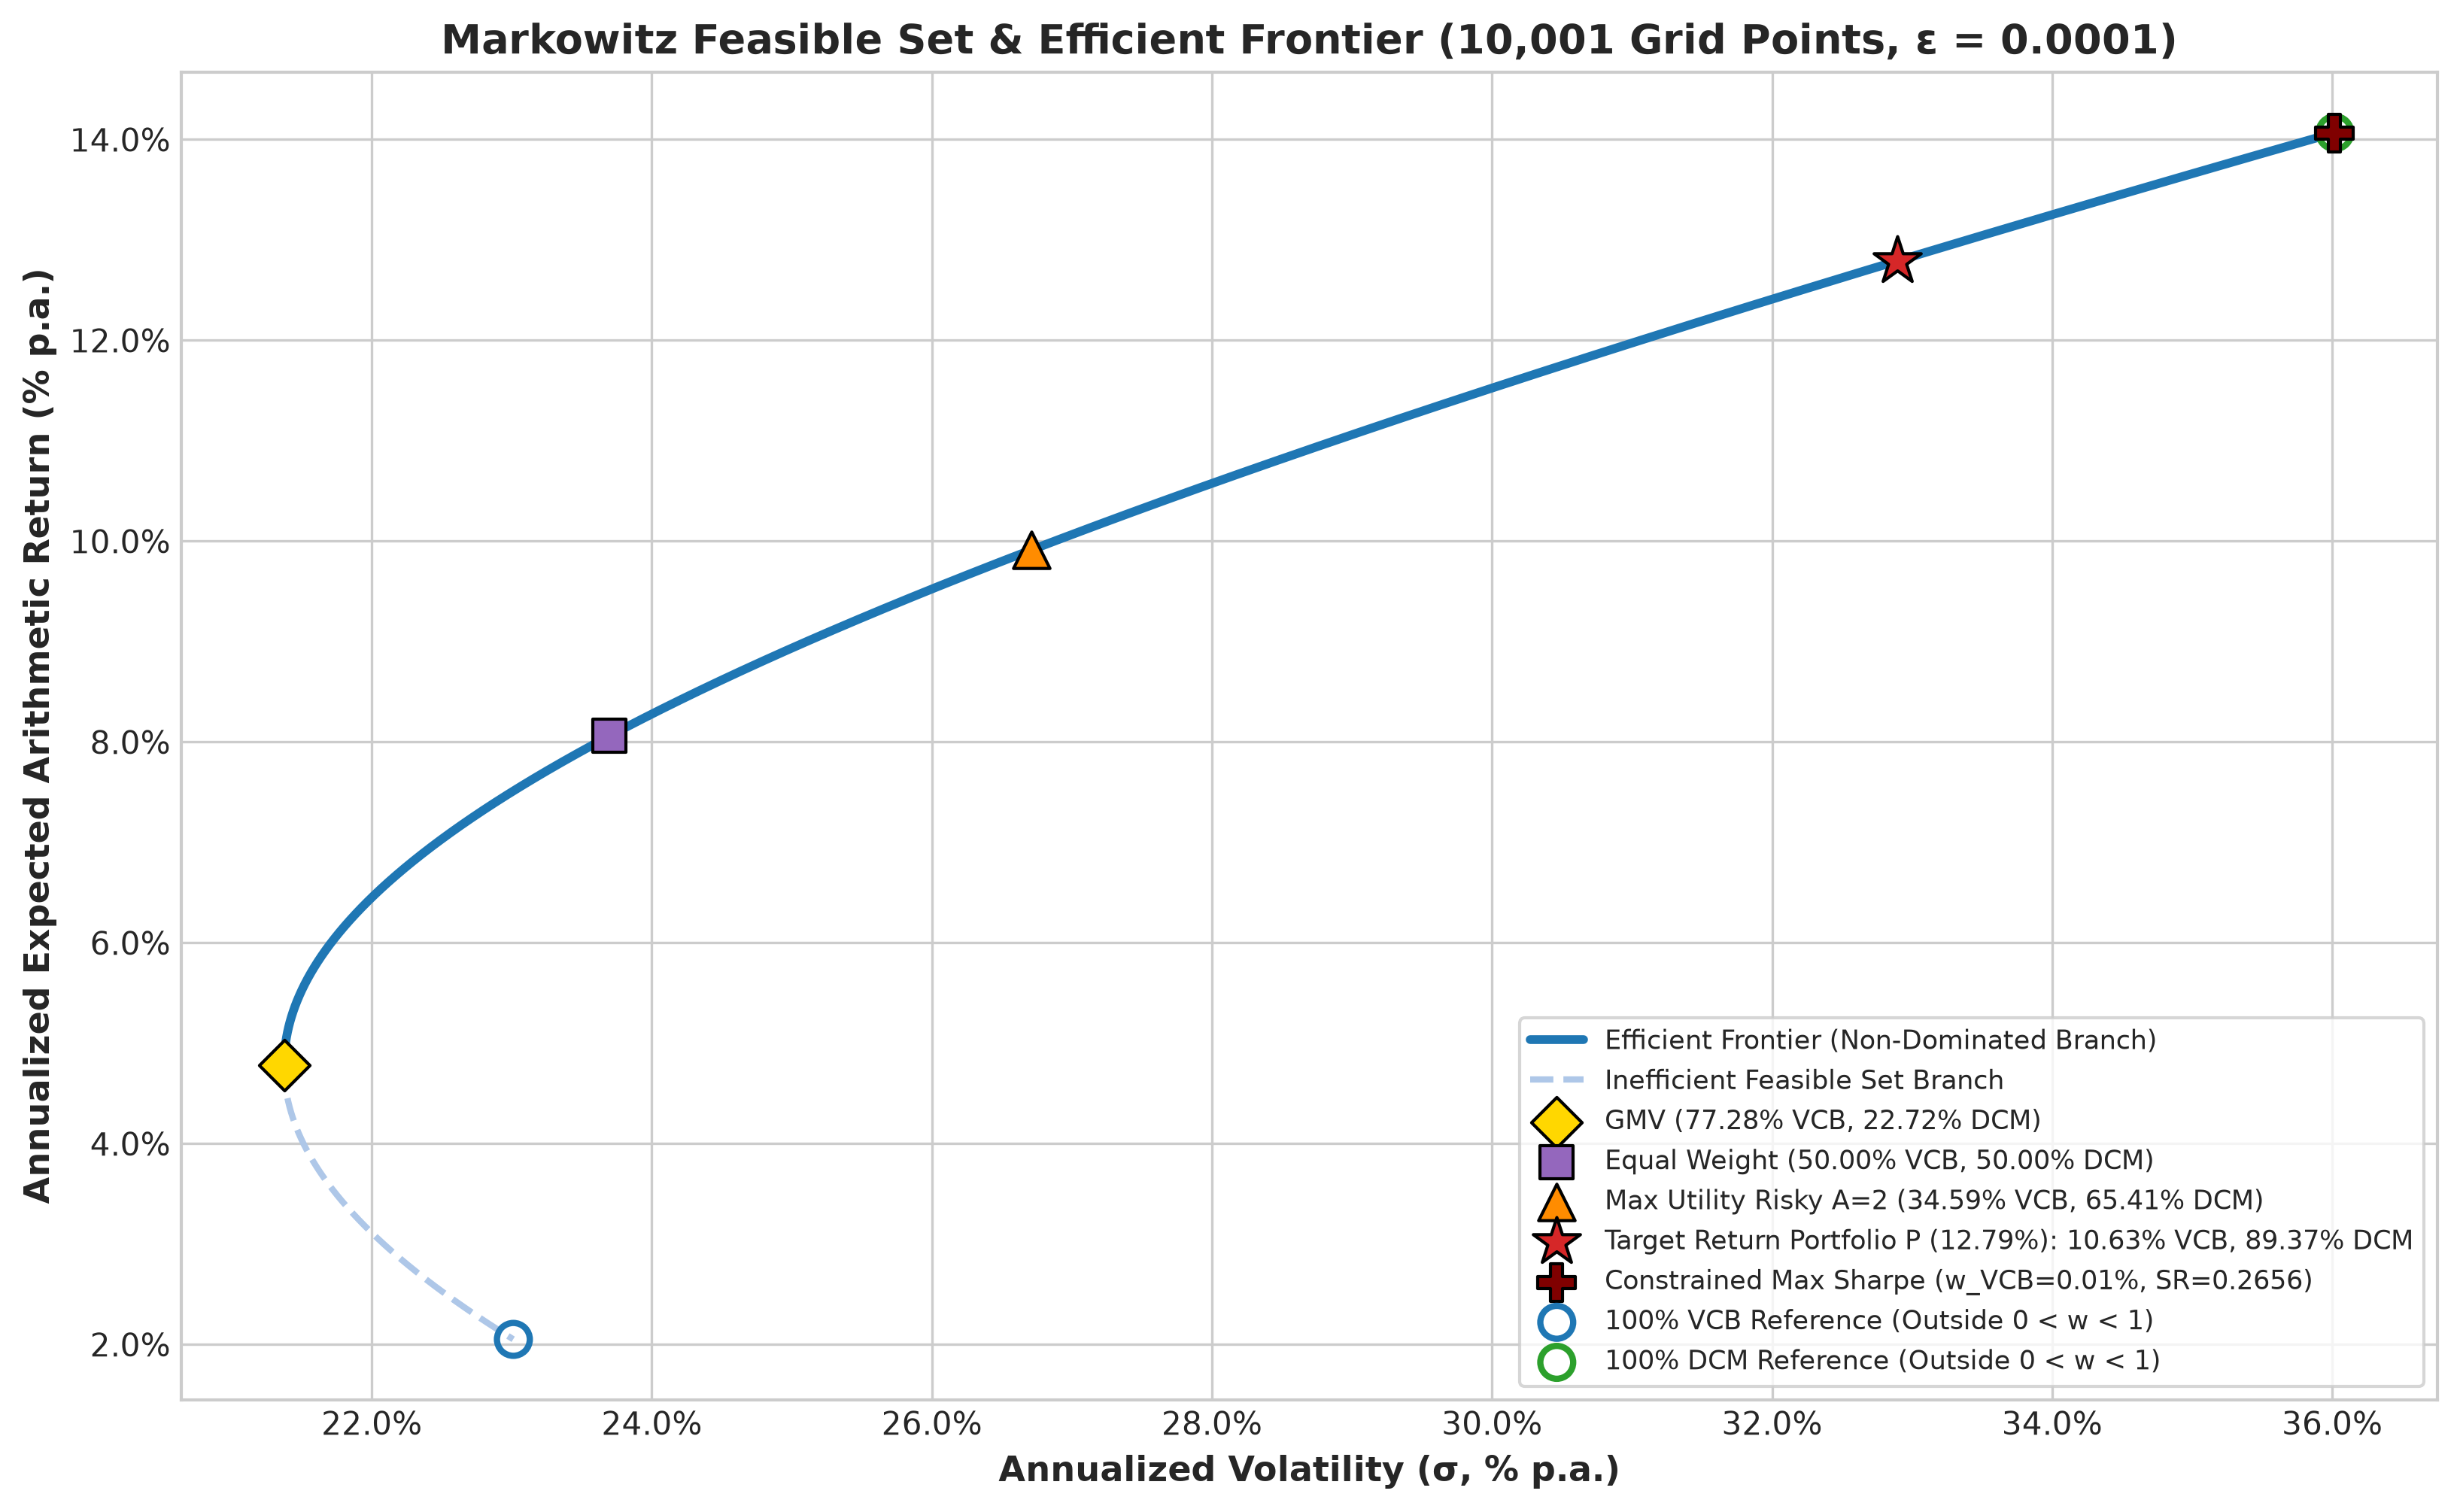 Markowitz Feasible Set & Efficient Frontier (10,001 Grid Points, ε = 0.0001)
Annualized Expected Arithmetic Return (% p.a.)
14.0%
12.0%
10.0%
8.0%
6.0%
4.0%
2.0%
Efficient Frontier (Non-Dominated Branch)
Inefficient Feasible Set Branch
GMV (77.28% VCB, 22.72% DCM)
Equal Weight (50.00% VCB, 50.00% DCM)
Max Utility Risky A=2 (34.59% VCB, 65.41% DCM)
Target Return Portfolio P (12.79%): 10.63% VCB, 89.37% DCM
Constrained Max Sharpe (w_VCB=0.01%, SR=0.2656)
100% VCB Reference (Outside 0 < w < 1)
100% DCM Reference (Outside 0 < w < 1)
22.0% 24.0% 26.0% 28.0% 30.0% 32.0% 34.0% 36.0%
Annualized Volatility (σ, % p.a.)